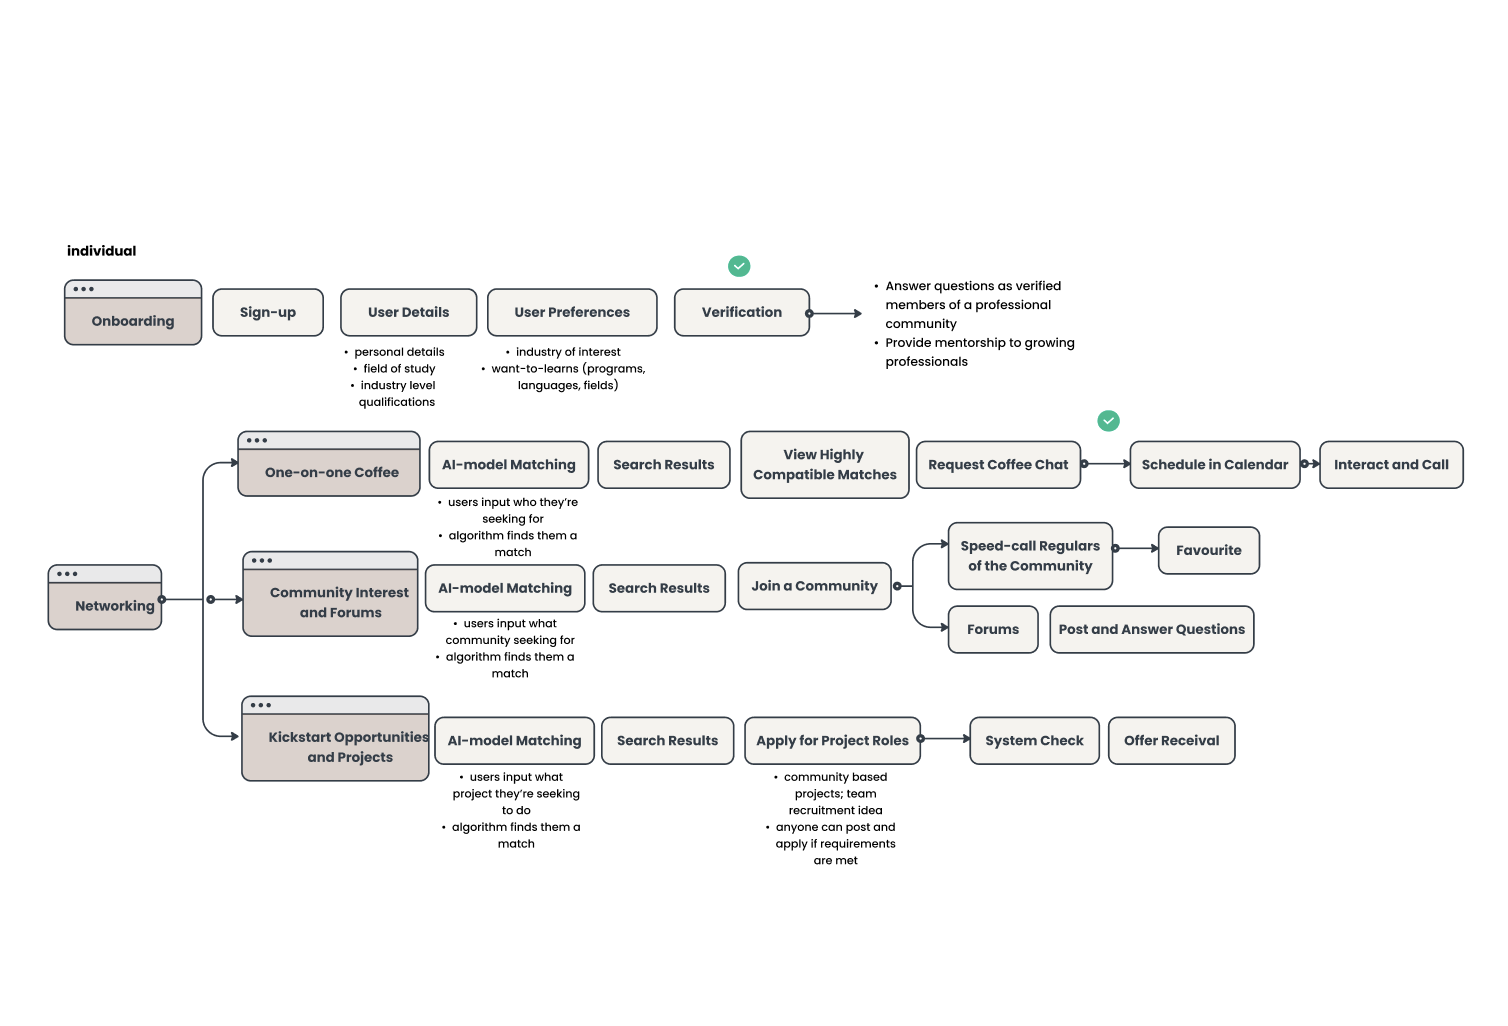 individual
Onboarding
Sign-up
User Details
User Preferences
Verification
• Answer questions as verified
members of a professional
community
• Provide mentorship to growing
professionals
• personal details
• field of study
• industry level
qualifications
• industry of interest
• want-to-learns (programs,
languages, fields)
Networking
One-on-one Coffee
AI-model Matching
• users input who they're
seeking for
• algorithm finds them a
match
Search Results
View Highly
Compatible Matches
Request Coffee Chat
Schedule in Calendar
Interact and Call
Community Interest
and Forums
AI-model Matching
• users input what
community seeking for
• algorithm finds them a
match
Search Results
Join a Community
Speed-call Regulars
of the Community
Favourite
Forums
Post and Answer Questions
Kickstart Opportunities
and Projects
AI-model Matching
• users input what
project they're seeking
to do
• algorithm finds them a
match
Search Results
Apply for Project Roles
• community based
projects; team
recruitment idea
• anyone can post and
apply if requirements
are met
System Check
Offer Receival